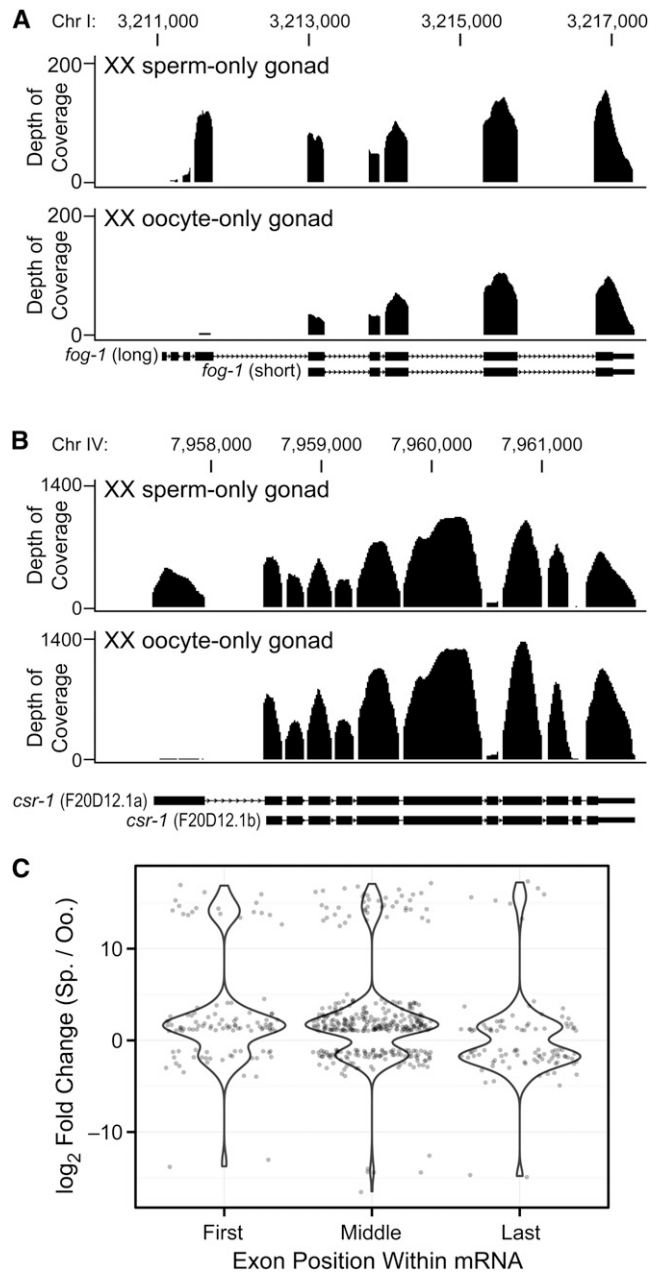 A
Chr I:
3,211,000 3,213,000 3,215,000 3,217,000
200
XX sperm-only gonad
Depth of
Coverage
0
200
XX oocyte-only gonad
Depth of
Coverage
0
fog-1 (long)
fog-1 (short)
B
Chr IV:
7,958,000 7,959,000 7,960,000 7,961,000
1400
XX sperm-only gonad
Depth of
Coverage
0
1400
XX oocyte-only gonad
Depth of
Coverage
0
csr-1 (F20D12.1a)
csr-1 (F20D12.1b)
C
log2 Fold Change (Sp. / Oo.)
10
0
−10
First Middle Last
Exon Position Within mRNA